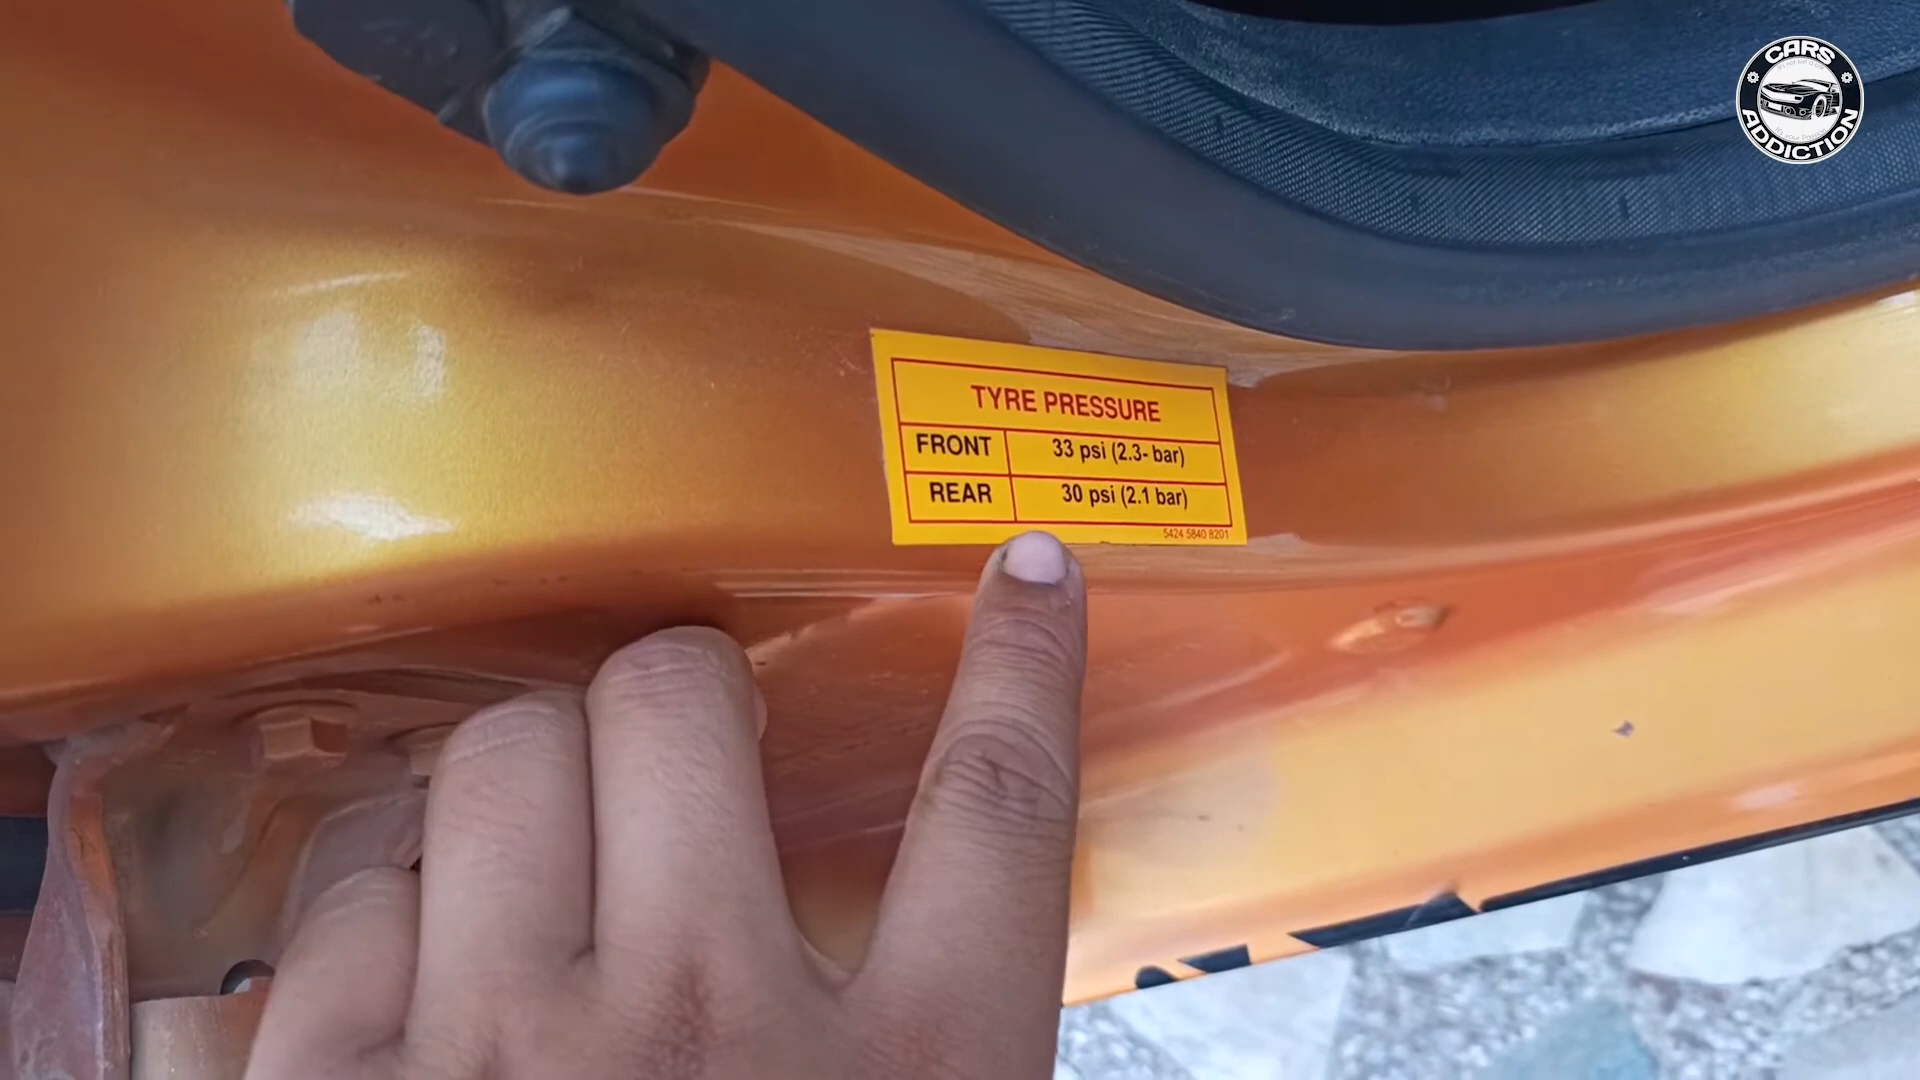 CARS
ADDICTION
TYRE PRESSURE
FRONT 33 psi (2.3- bar)
REAR 30 psi (2.1 bar)
5424 5840 8201